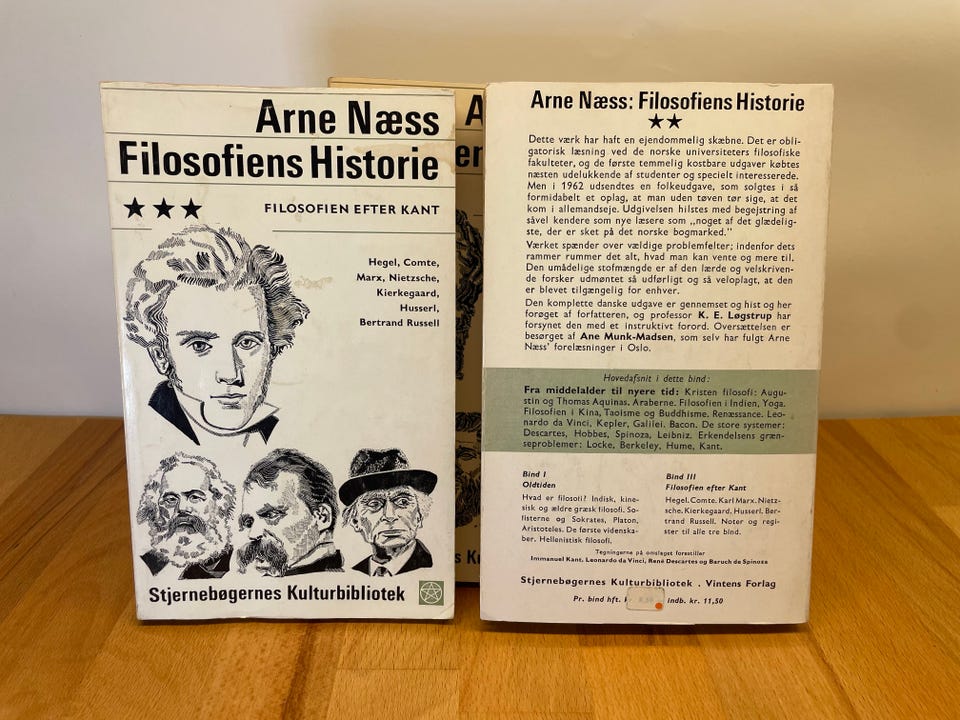 Arne Næss
Filosofiens Historie
★★★ FILOSOFIEN EFTER KANT
Hegel, Comte,
Marx, Nietzsche,
Kierkegaard,
Husserl,
Bertrand Russell
Stjernebøgernes Kulturbibliotek
A
en
s Ku
Arne Næss: Filosofiens Historie
★★
Dette værk har haft en ejendommelig skæbne. Det er obli-
gatorisk læsning ved de norske universiteters filosofiske
fakulteter, og de første temmelig kostbare udgaver købtes
næsten udelukkende af studenter og specielt interesserede.
Men i 1962 udsendtes en folkeudgave, som solgtes i så
formidabelt et oplag, at man uden tøven tør sige, at det
kom i allemandseje. Udgivelsen hilstes med begejstring af
såvel kendere som nye læsere som „noget af det glædelig-
ste, der er sket på det norske bogmarked.”
Værket spænder over vældige problemfelter; indenfor dets
rammer rummer det alt, hvad man kan vente og mere til.
Den umådelige stofmængde er af den lærde og velskriven-
de forsker udmøntet så udførligt og så veloplagt, at den
er blevet tilgængelig for enhver.
Den komplette danske udgave er gennemset og hist og her
forøget af forfatteren, og professor K. E. Løgstrup har
forsynet den med et instruktivt forord. Oversættelsen er
besørget af Ane Munk-Madsen, som selv har fulgt Arne
Næss’ forelæsninger i Oslo.
Hovedafsnit i dette bind:
Fra middelalder til nyere tid: Kristen filosofi: Augu-
stin og Thomas Aquinas. Araberne. Filosofien i Indien, Yoga.
Filosofien i Kina, Taoisme og Buddhisme. Renæssance. Leo-
nardo da Vinci, Kepler, Galilei. Bacon. De store systemer:
Descartes, Hobbes, Spinoza, Leibniz. Erkendelsens græn-
seproblemer: Locke, Berkeley, Hume, Kant.
Bind I
Oldtiden
Hvad er filosofi? Indisk, kine-
sisk og ældre græsk filosofi. So-
fisterne og Sokrates, Platon,
Aristoteles. De første videnska-
ber. Hellenistisk filosofi.
Bind III
Filosofien efter Kant
Hegel, Comte, Karl Marx. Nietz-
sche, Kierkegaard, Husserl. Ber-
trand Russell. Noter og regi-
ster til alle tre bind.
Tegningerne på omslaget forestiller
Immanuel Kant, Leonardo da Vinci, René Descartes og Baruch de Spinoza
Stjernebøgernes Kulturbibliotek . Vintens Forlag
Pr. bind hft. indb. kr. 11,50